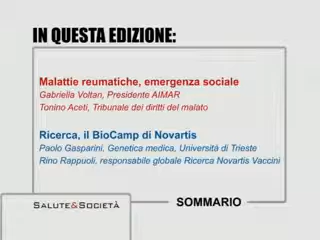 IN QUESTA EDIZIONE:
Malattie reumatiche, emergenza sociale
Gabriella Voltan, Presidente AIMAR
Tonino Aceti, Tribunale dei diritti del malato
Ricerca, il BioCamp di Novartis
Paolo Gasparini, Genetica medica, Università di Trieste
Rino Rappuoli, responsabile globale Ricerca Novartis Vaccini
SALUTE&SOCIETÀ
SOMMARIO